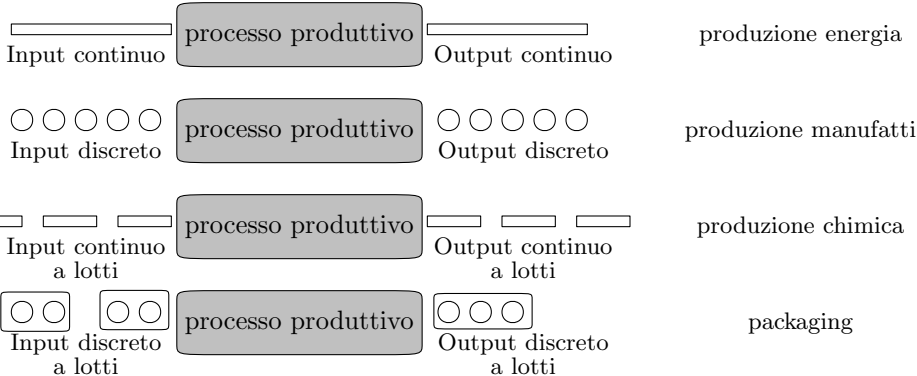 processo produttivo
produzione energia
Input continuo
Output continuo
processo produttivo
produzione manufatti
Input discreto
Output discreto
processo produttivo
produzione chimica
Input continuo
a lotti
Output continuo
a lotti
processo produttivo
packaging
Input discreto
a lotti
Output discreto
a lotti